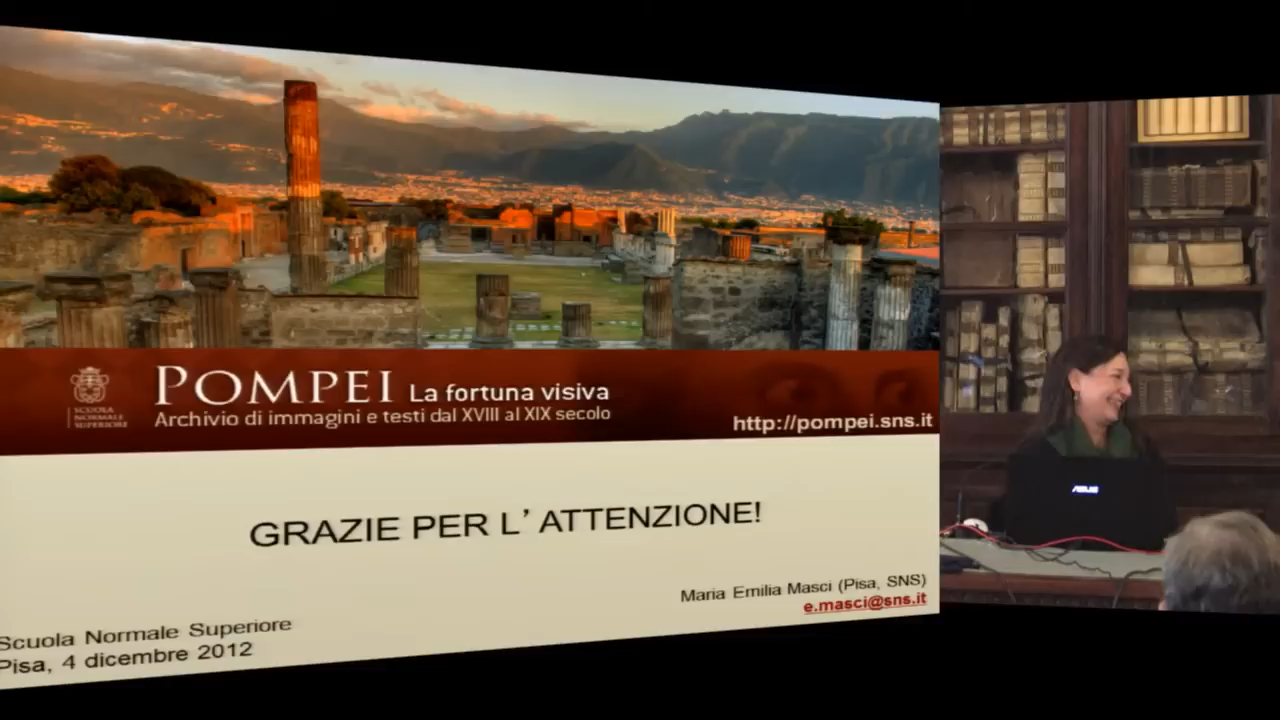 SCUOLA
NORMALE
SUPERIORE
POMPEI La fortuna visiva
Archivio di immagini e testi dal XVIII al XIX secolo
http://pompei.sns.it
GRAZIE PER L’ ATTENZIONE!
Maria Emilia Masci (Pisa, SNS)
e.masci@sns.it
Scuola Normale Superiore
Pisa, 4 dicembre 2012
ASUS